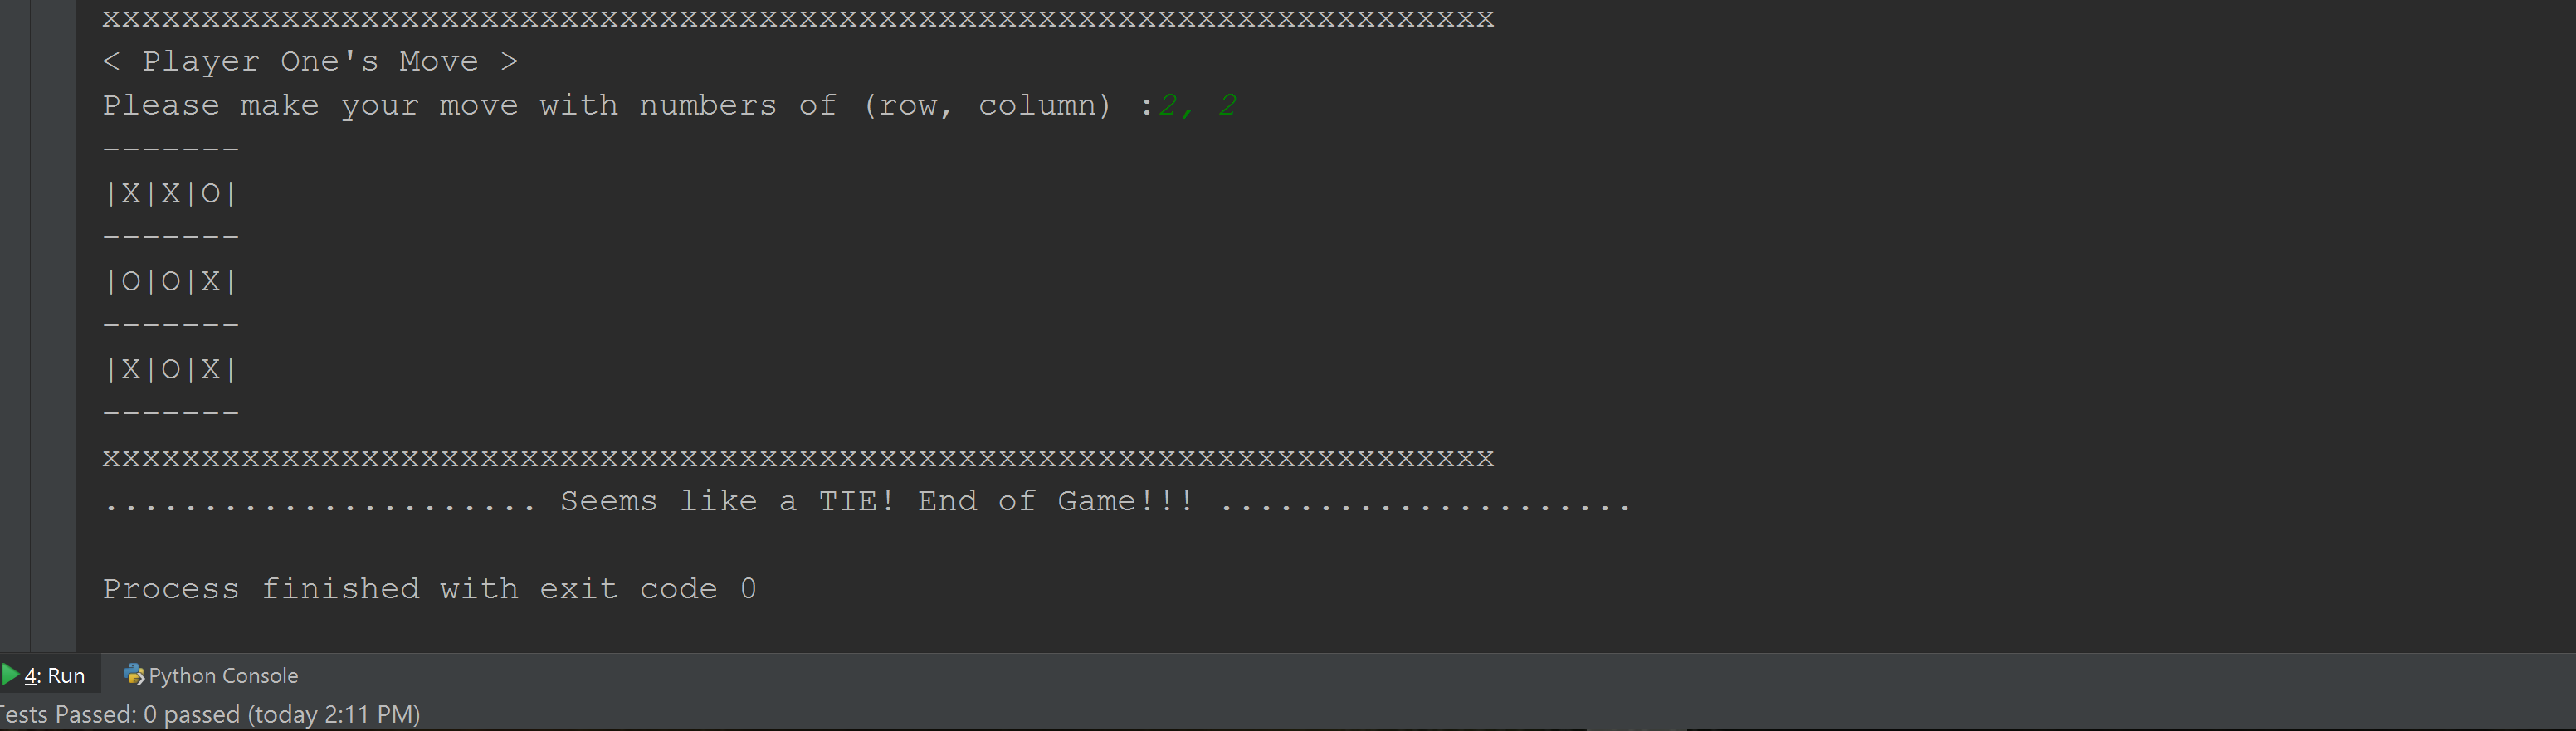 xxxxxxxxxxxxxxxxxxxxxxxxxxxxxxxxxxxxxxxxxxxxxxxxxxxxxxxxxxxxxxxxxxxxxx
< Player One's Move >
Please make your move with numbers of (row, column) :2, 2
-------
|X|X|O|
-------
|O|O|X|
-------
|X|O|X|
-------
xxxxxxxxxxxxxxxxxxxxxxxxxxxxxxxxxxxxxxxxxxxxxxxxxxxxxxxxxxxxxxxxxxxxxx
...................... Seems like a TIE! End of Game!!! .....................
Process finished with exit code 0
4: Run Python Console
Tests Passed: 0 passed (today 2:11 PM)